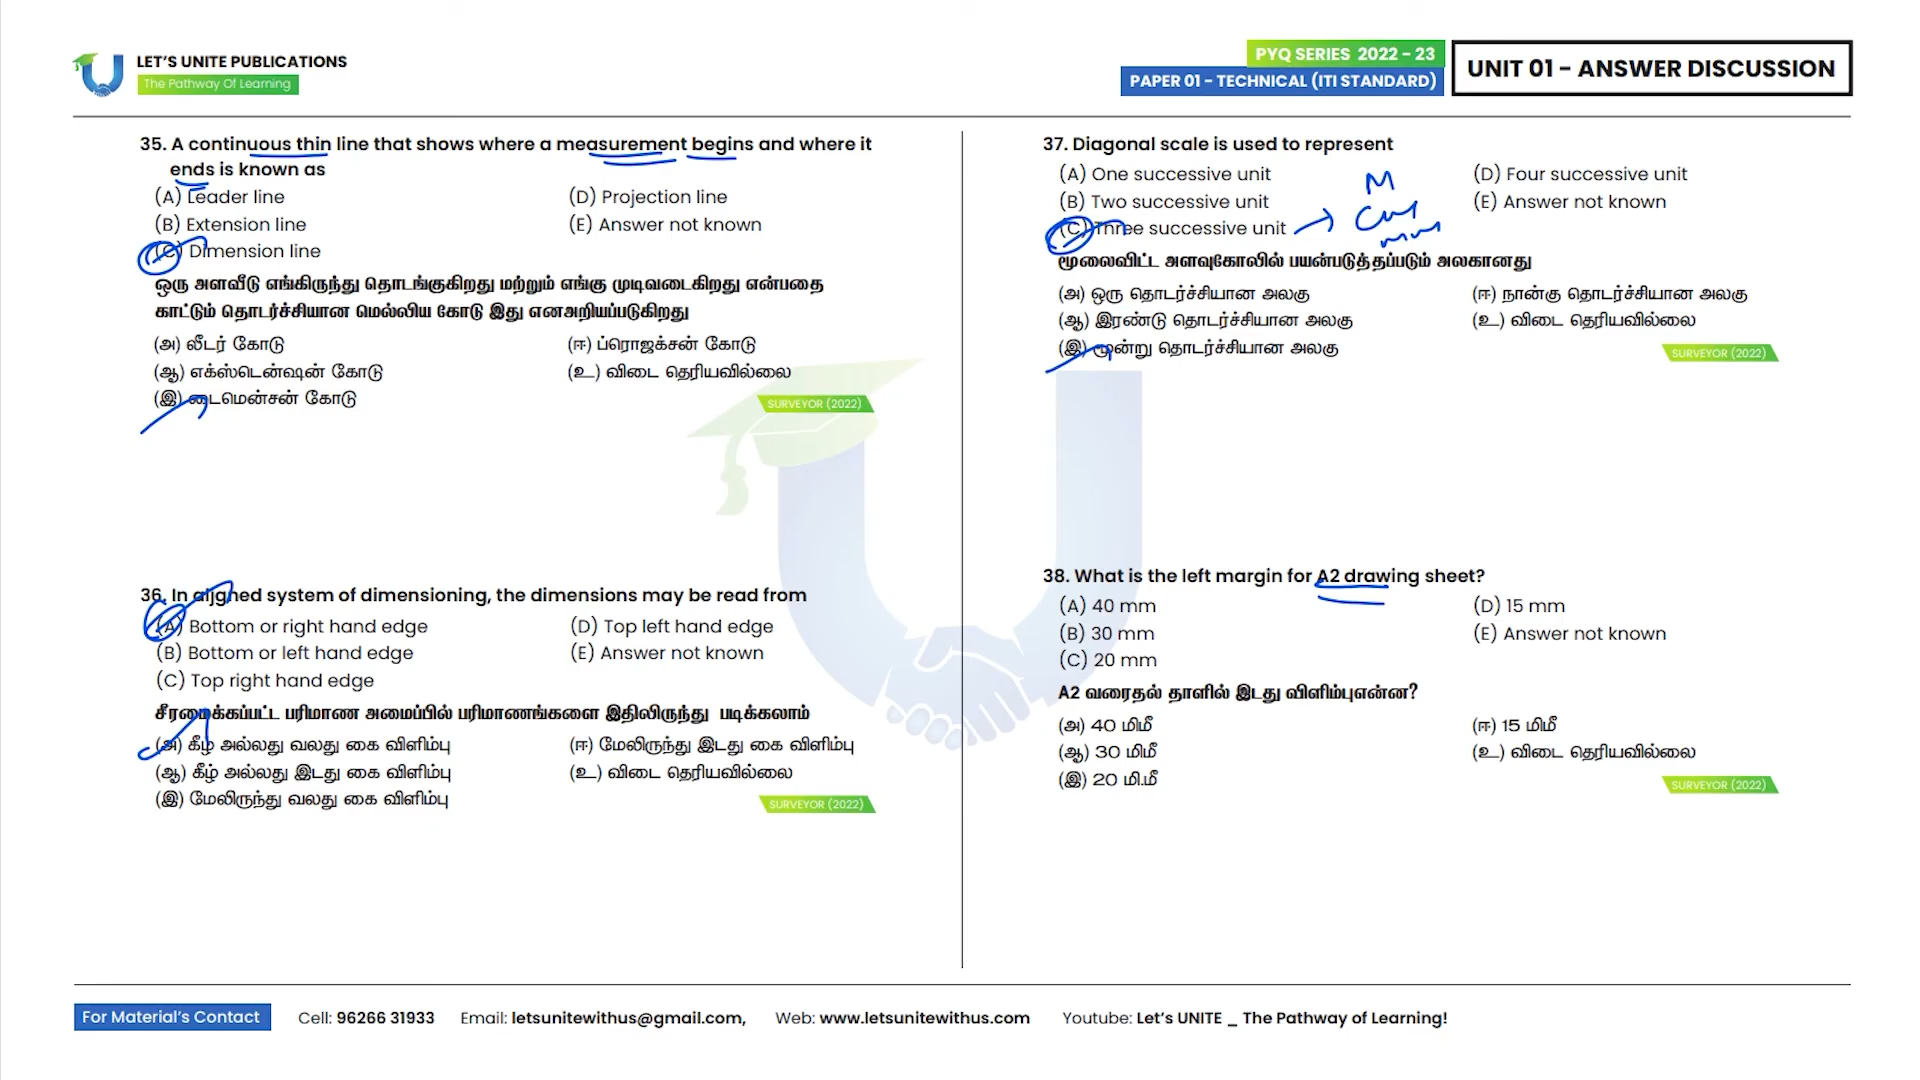 LET'S UNITE PUBLICATIONS
The Pathway Of Learning
PYQ SERIES 2022 - 23
PAPER 01 - TECHNICAL (ITI STANDARD)
UNIT 01 - ANSWER DISCUSSION
35. A continuous thin line that shows where a measurement begins and where it
ends is known as
(A) Leader line
(D) Projection line
(B) Extension line
(E) Answer not known
(C) Dimension line
ஒரு அளவீடு எங்கிருந்து தொடங்குகிறது மற்றும் எங்கு முடிவடைகிறது என்பதை
காட்டும் தொடர்ச்சியான மெல்லிய கோடு இது எனஅறியப்படுகிறது
(அ) லீடர் கோடு
(ஈ) ப்ரொஜக்சன் கோடு
(ஆ) எக்ஸ்டென்ஷன் கோடு
(உ) விடை தெரியவில்லை
(இ) டைமென்சன் கோடு
SURVEYOR (2022)
36. In aligned system of dimensioning, the dimensions may be read from
(A) Bottom or right hand edge
(D) Top left hand edge
(B) Bottom or left hand edge
(E) Answer not known
(C) Top right hand edge
சீரமைக்கப்பட்ட பரிமாண அமைப்பில் பரிமாணங்களை இதிலிருந்து படிக்கலாம்
(அ) கீழ் அல்லது வலது கை விளிம்பு
(ஈ) மேலிருந்து இடது கை விளிம்பு
(ஆ) கீழ் அல்லது இடது கை விளிம்பு
(உ) விடை தெரியவில்லை
(இ) மேலிருந்து வலது கை விளிம்பு
SURVEYOR (2022)
37. Diagonal scale is used to represent
(A) One successive unit
(D) Four successive unit
(B) Two successive unit
(E) Answer not known
(C) Three successive unit
M
cm
mm
மூலைவிட்ட அளவுகோலில் பயன்படுத்தப்படும் அலகானது
(அ) ஒரு தொடர்ச்சியான அலகு
(ஈ) நான்கு தொடர்ச்சியான அலகு
(ஆ) இரண்டு தொடர்ச்சியான அலகு
(உ) விடை தெரியவில்லை
(இ) மூன்று தொடர்ச்சியான அலகு
SURVEYOR (2022)
38. What is the left margin for A2 drawing sheet?
(A) 40 mm
(D) 15 mm
(B) 30 mm
(E) Answer not known
(C) 20 mm
A2 வரைதல் தாளில் இடது விளிம்புஎன்ன?
(அ) 40 மிமீ
(ஈ) 15 மிமீ
(ஆ) 30 மிமீ
(உ) விடை தெரியவில்லை
(இ) 20 மி.மீ
SURVEYOR (2022)
For Material's Contact
Cell: 96266 31933 Email: letsunitewithus@gmail.com, Web: www.letsunitewithus.com Youtube: Let's UNITE _ The Pathway of Learning!